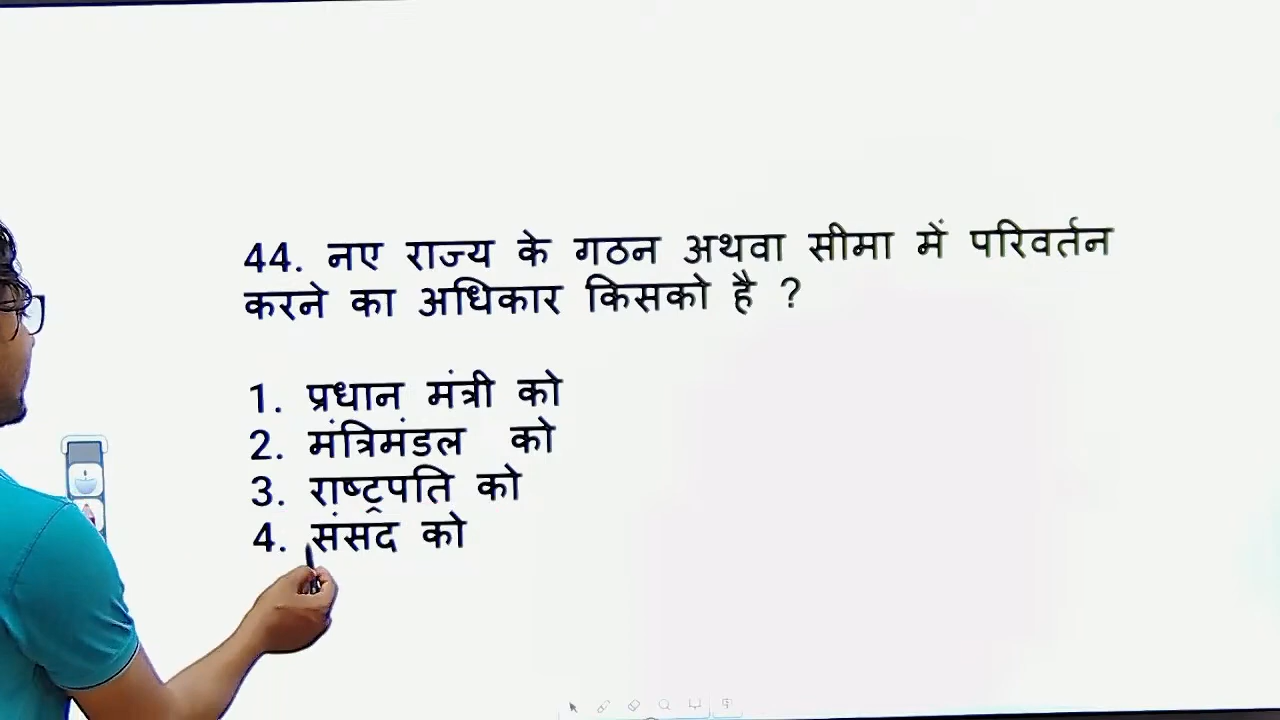 44. नए राज्य के गठन अथवा सीमा में परिवर्तन
करने का अधिकार किसको है ?
1. प्रधान मंत्री को
2. मंत्रिमंडल को
3. राष्ट्रपति को
4. संसद को